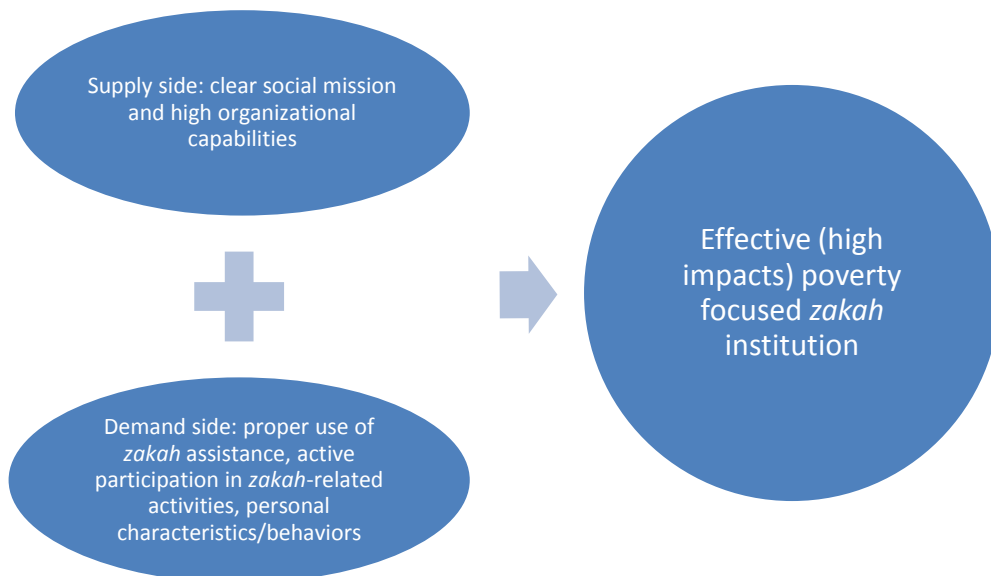 Supply side: clear social mission
and high organizational
capabilities
Effective (high
impacts) poverty
focused zakah
institution
Demand side: proper use of
zakah assistance, active
participation in zakah-related
activities, personal
characteristics/behaviors